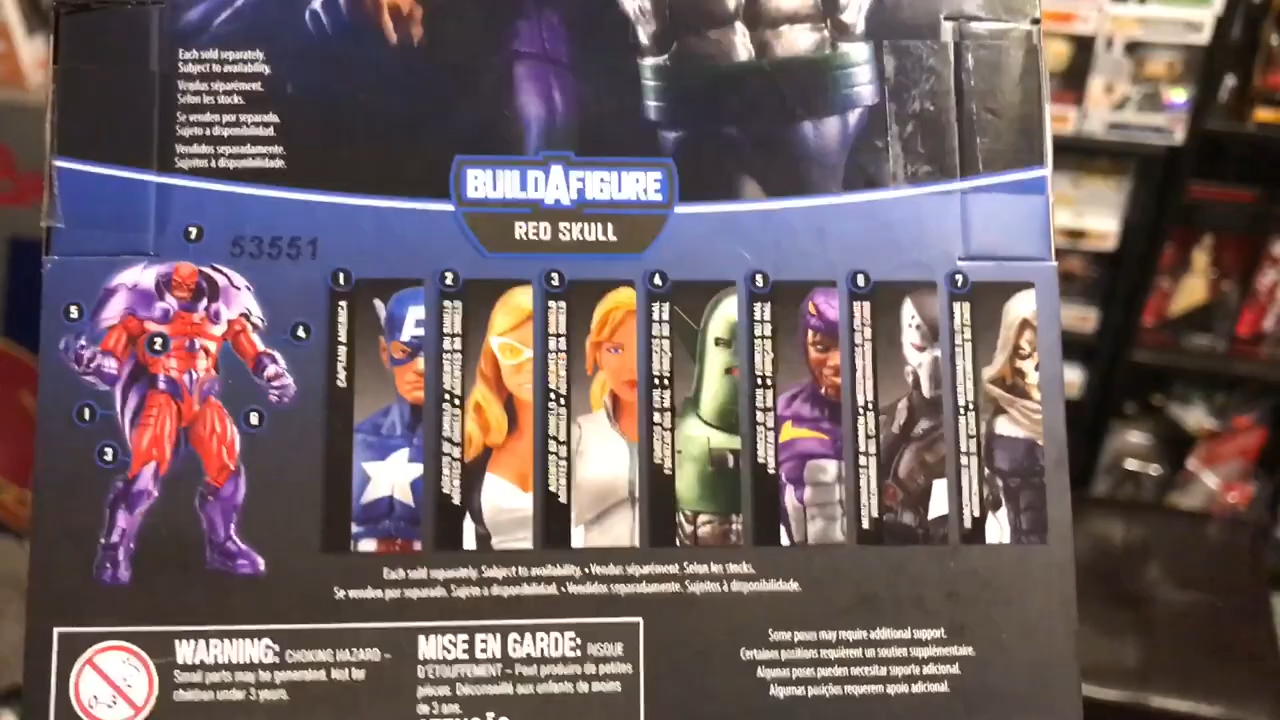 Each sold separately.
Subject to availability.
Vendus séparément.
Selon les stocks.
Se venden por separado.
Sujeto a disponibilidad.
Vendidos separadamente.
Sujeitos à disponibilidade.
BUILDAFIGURE
RED SKULL
53551
7
5
4
2
1
6
3
1
2
3
4
5
6
7
CAPTAIN AMERICA
Each sold separately. Subject to availability. • Vendus séparément. Selon les stocks.
Se venden por separado. Sujeto a disponibilidad. • Vendidos separadamente. Sujeitos à disponibilidade.
WARNING: CHOKING HAZARD –
Small parts may be generated. Not for
children under 3 years.
MISE EN GARDE: RISQUE
D'ÉTOUFFEMENT – Peut produire de petites
pièces. Déconseillé aux enfants de moins
de 3 ans.
ATENÇÃO
Some poses may require additional support.
Certaines positions requièrent un soutien supplémentaire.
Algunas poses pueden necesitar soporte adicional.
Algumas posições requerem apoio adicional.